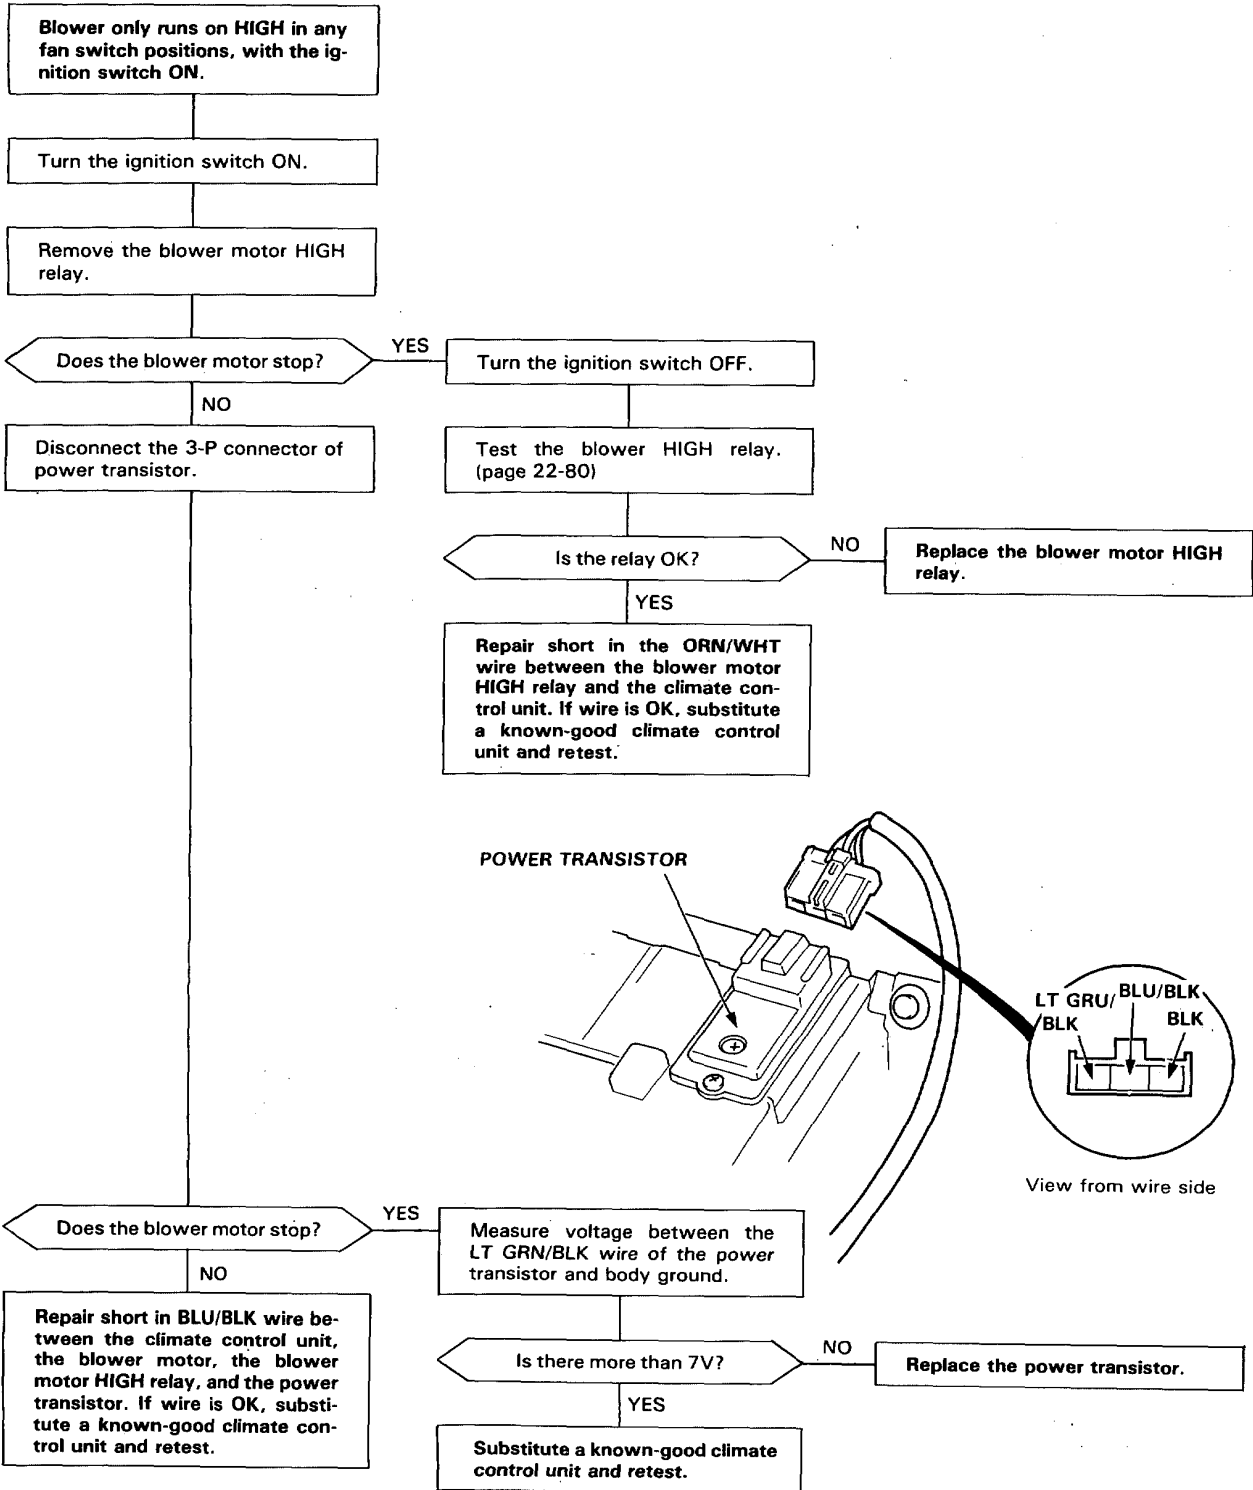 Blower only runs on HIGH in any
fan switch positions, with the ig-
nition switch ON.
Turn the ignition switch ON.
Remove the blower motor HIGH
relay.
Does the blower motor stop?
YES
Turn the ignition switch OFF.
NO
Disconnect the 3-P connector of
power transistor.
Test the blower HIGH relay.
(page 22-80)
Is the relay OK?
NO
Replace the blower motor HIGH
relay.
YES
Repair short in the ORN/WHT
wire between the blower motor
HIGH relay and the climate con-
trol unit. If wire is OK, substitute
a known-good climate control
unit and retest.
POWER TRANSISTOR
LT GRU/
BLK
BLU/BLK
BLK
View from wire side
Does the blower motor stop?
YES
Measure voltage between the
LT GRN/BLK wire of the power
transistor and body ground.
NO
Repair short in BLU/BLK wire be-
tween the climate control unit,
the blower motor, the blower
motor HIGH relay, and the power
transistor. If wire is OK, substi-
tute a known-good climate con-
trol unit and retest.
Is there more than 7V?
NO
Replace the power transistor.
YES
Substitute a known-good climate
control unit and retest.